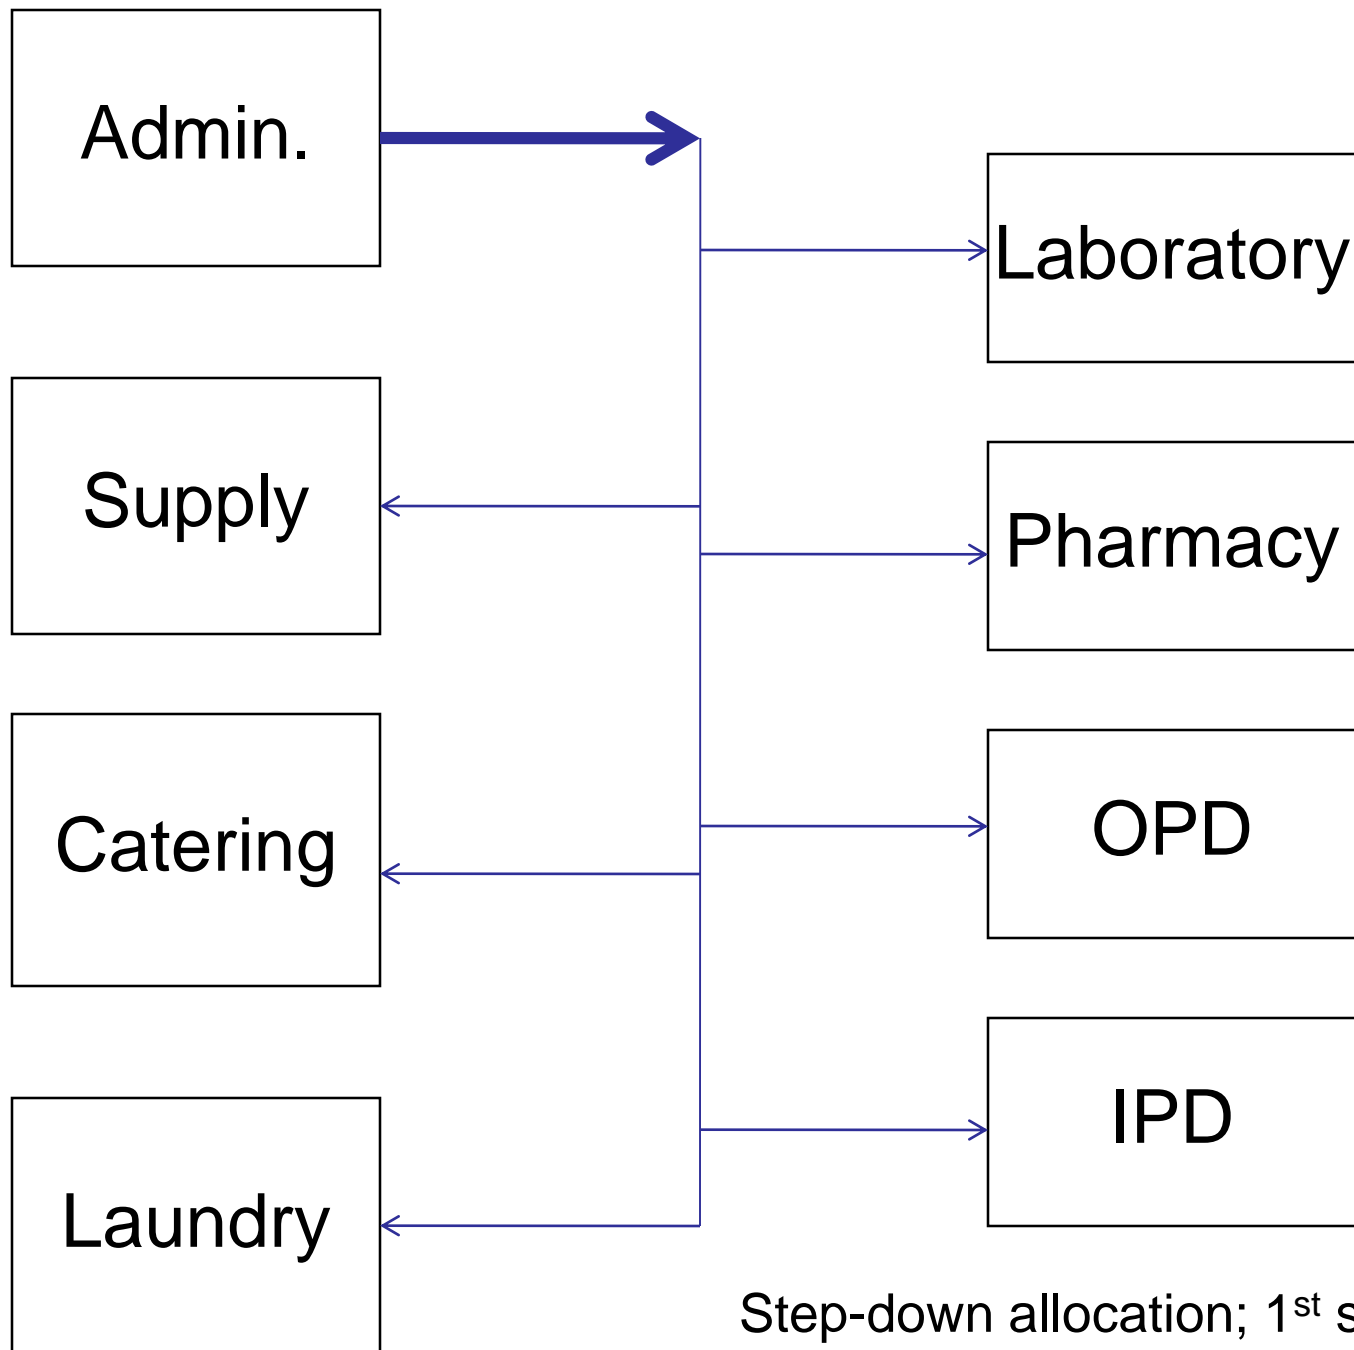 Admin.
Supply
Catering
Laundry
Laboratory
Pharmacy
OPD
IPD
Step-down allocation; 1st s